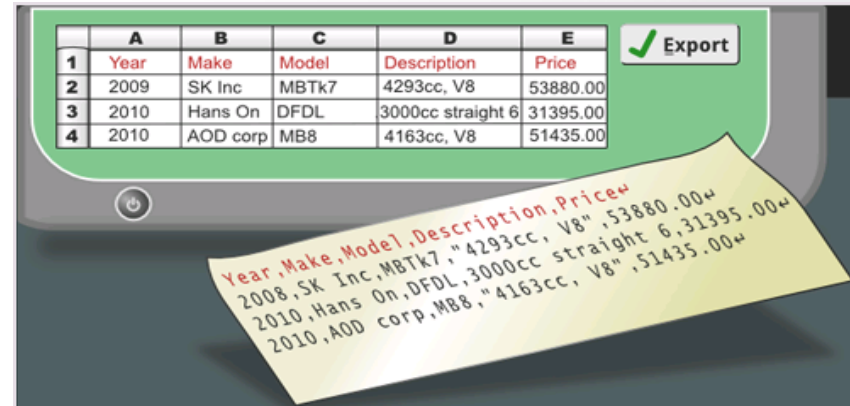 A B C D E
1 Year Make Model Description Price
2 2009 SK Inc MBTk7 4293cc, V8 53880.00
3 2010 Hans On DFDL .3000cc straight 6 31395.00
4 2010 AOD corp MB8 4163cc, V8 51435.00
Export
Year,Make,Model,Description,Price↵
2008,SK Inc,MBTk7,"4293cc, V8",53880.00↵
2010,Hans On,DFDL,3000cc straight 6,31395.00↵
2010,AOD corp,MB8,"4163cc, V8",51435.00↵